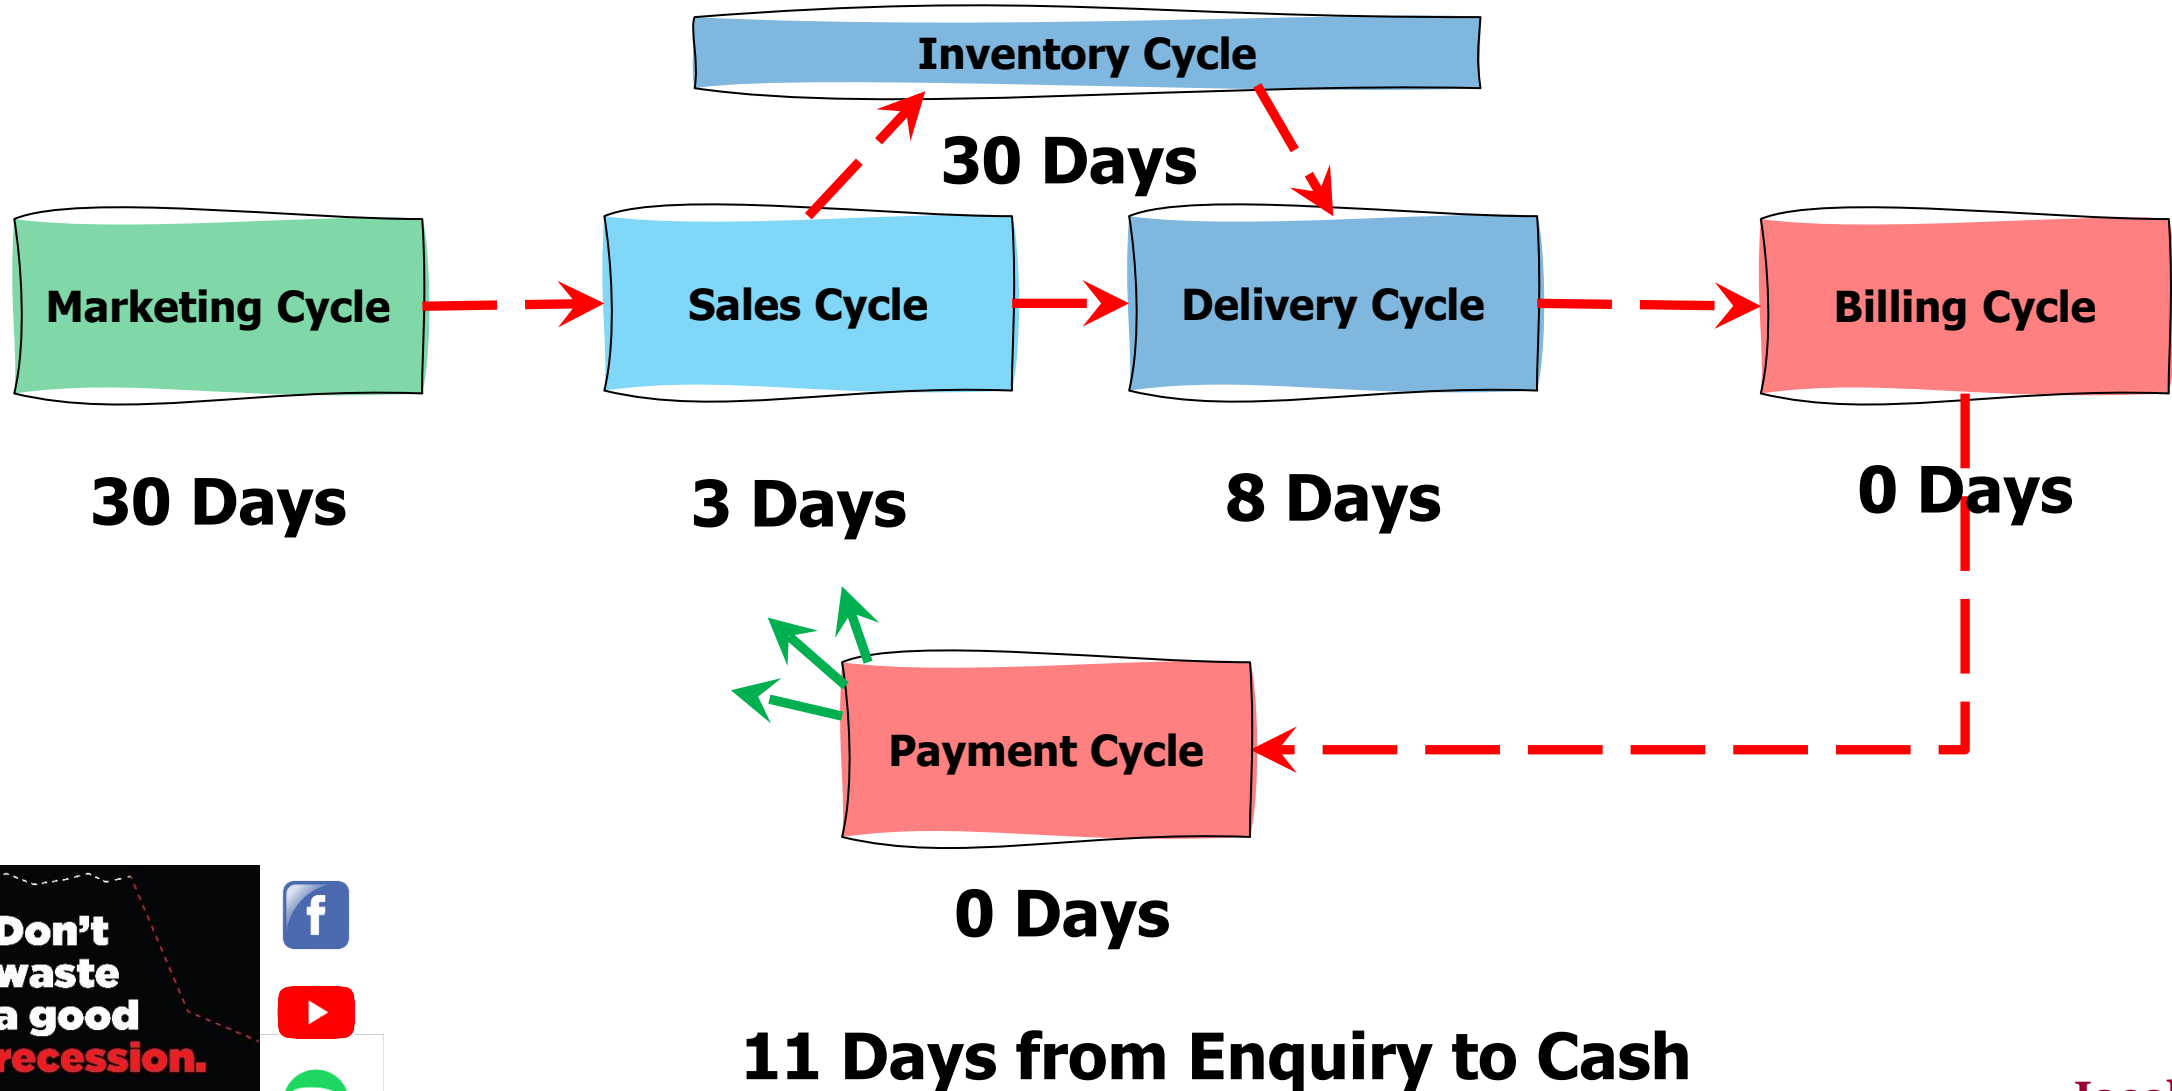 Inventory Cycle
30 Days
Marketing Cycle
Sales Cycle
Delivery Cycle
Billing Cycle
30 Days
3 Days
8 Days
0 Days
Payment Cycle
0 Days
Don't
waste
a good
recession.
f
11 Days from Enquiry to Cash